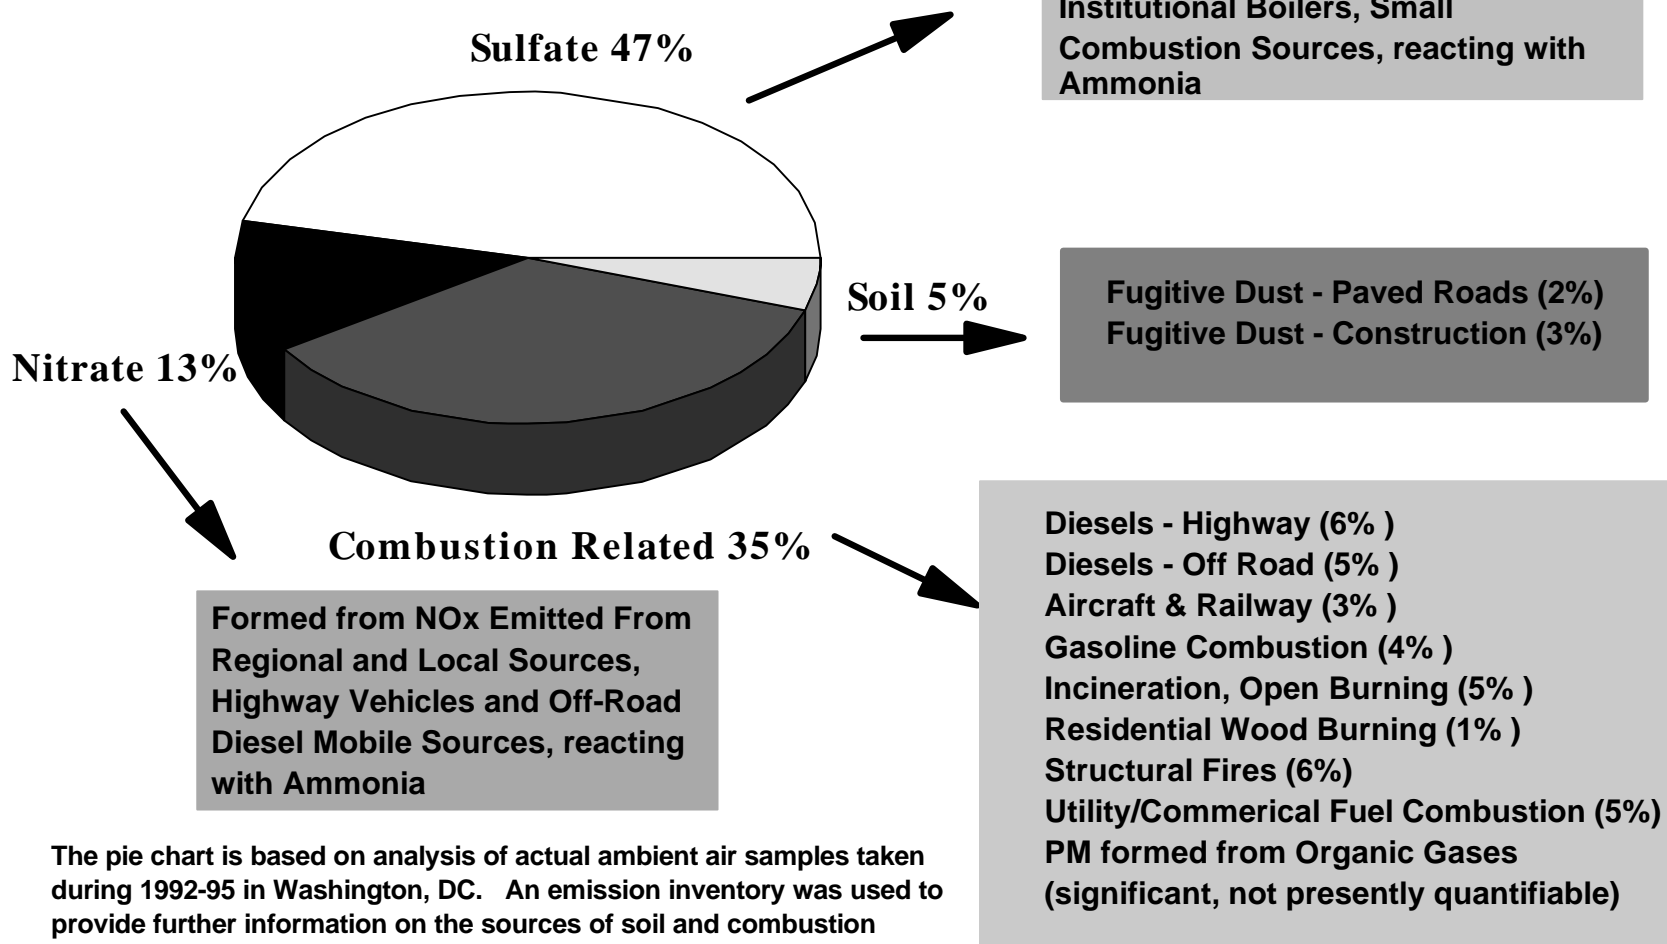 Institutional Boilers, Small
Combustion Sources, reacting with
Ammonia
Sulfate 47%
Soil 5%
Fugitive Dust - Paved Roads (2%)
Fugitive Dust - Construction (3%)
Nitrate 13%
Combustion Related 35%
Formed from NOx Emitted From
Regional and Local Sources,
Highway Vehicles and Off-Road
Diesel Mobile Sources, reacting
with Ammonia
Diesels - Highway (6% )
Diesels - Off Road (5% )
Aircraft & Railway (3% )
Gasoline Combustion (4% )
Incineration, Open Burning (5% )
Residential Wood Burning (1% )
Structural Fires (6%)
Utility/Commerical Fuel Combustion (5%)
PM formed from Organic Gases
(significant, not presently quantifiable)
The pie chart is based on analysis of actual ambient air samples taken
during 1992-95 in Washington, DC. An emission inventory was used to
provide further information on the sources of soil and combustion